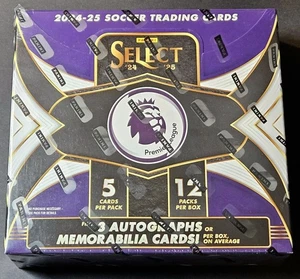 2024-25 SOCCER TRADING CARDS
SELECT
'24 '25
Premier League
5
CARDS
PER PACK
12
PACKS
PER BOX
3 AUTOGRAPHS OR
MEMORABILIA CARDS!
PER BOX,
ON AVERAGE